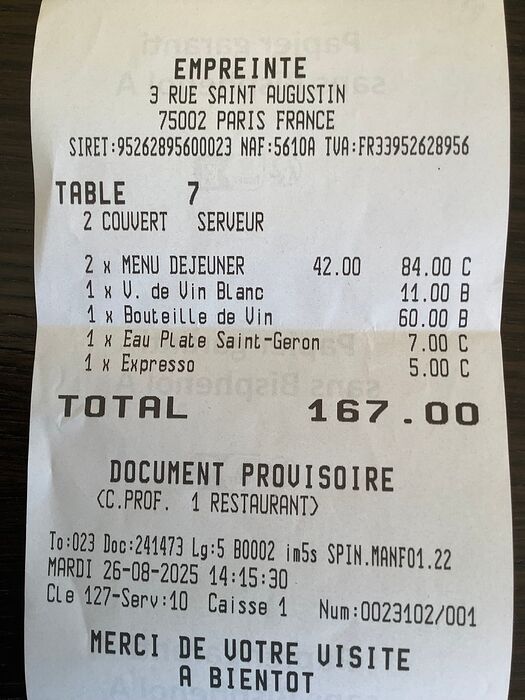 EMPREINTE
3 RUE SAINT AUGUSTIN
75002 PARIS FRANCE
SIRET:95262895600023 NAF:5610A TVA:FR33952628956
TABLE 7
2 COUVERT SERVEUR
2 x MENU DEJEUNER 42.00 84.00 C
1 x V. de Vin Blanc 11.00 B
1 x Bouteille de Vin 60.00 B
1 x Eau Plate Saint-Geron 7.00 C
1 x Expresso 5.00 C
TOTAL 167.00
DOCUMENT PROVISOIRE
<C.PROF. 1 RESTAURANT>
To:023 Doc:241473 Lg:5 B0002 im5s SPIN.MANF01.22
MARDI 26-08-2025 14:15:30
Cle 127-Serv:10 Caisse 1 Num:0023102/001
MERCI DE VOTRE VISITE
A BIENTOT